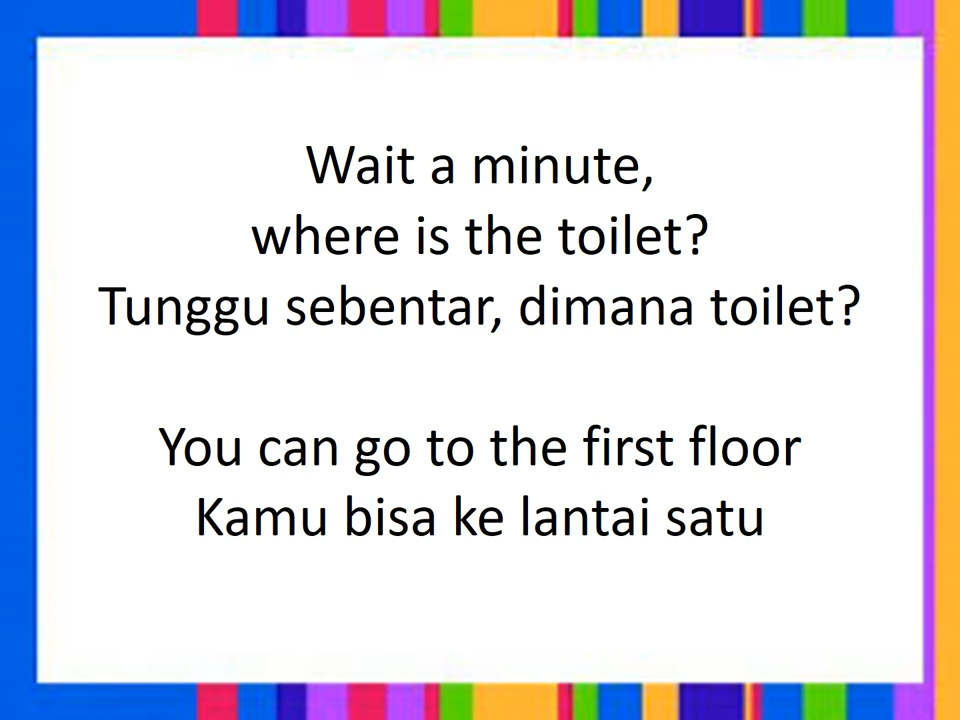 Wait a minute,
where is the toilet?
Tunggu sebentar, dimana toilet?
You can go to the first floor
Kamu bisa ke lantai satu